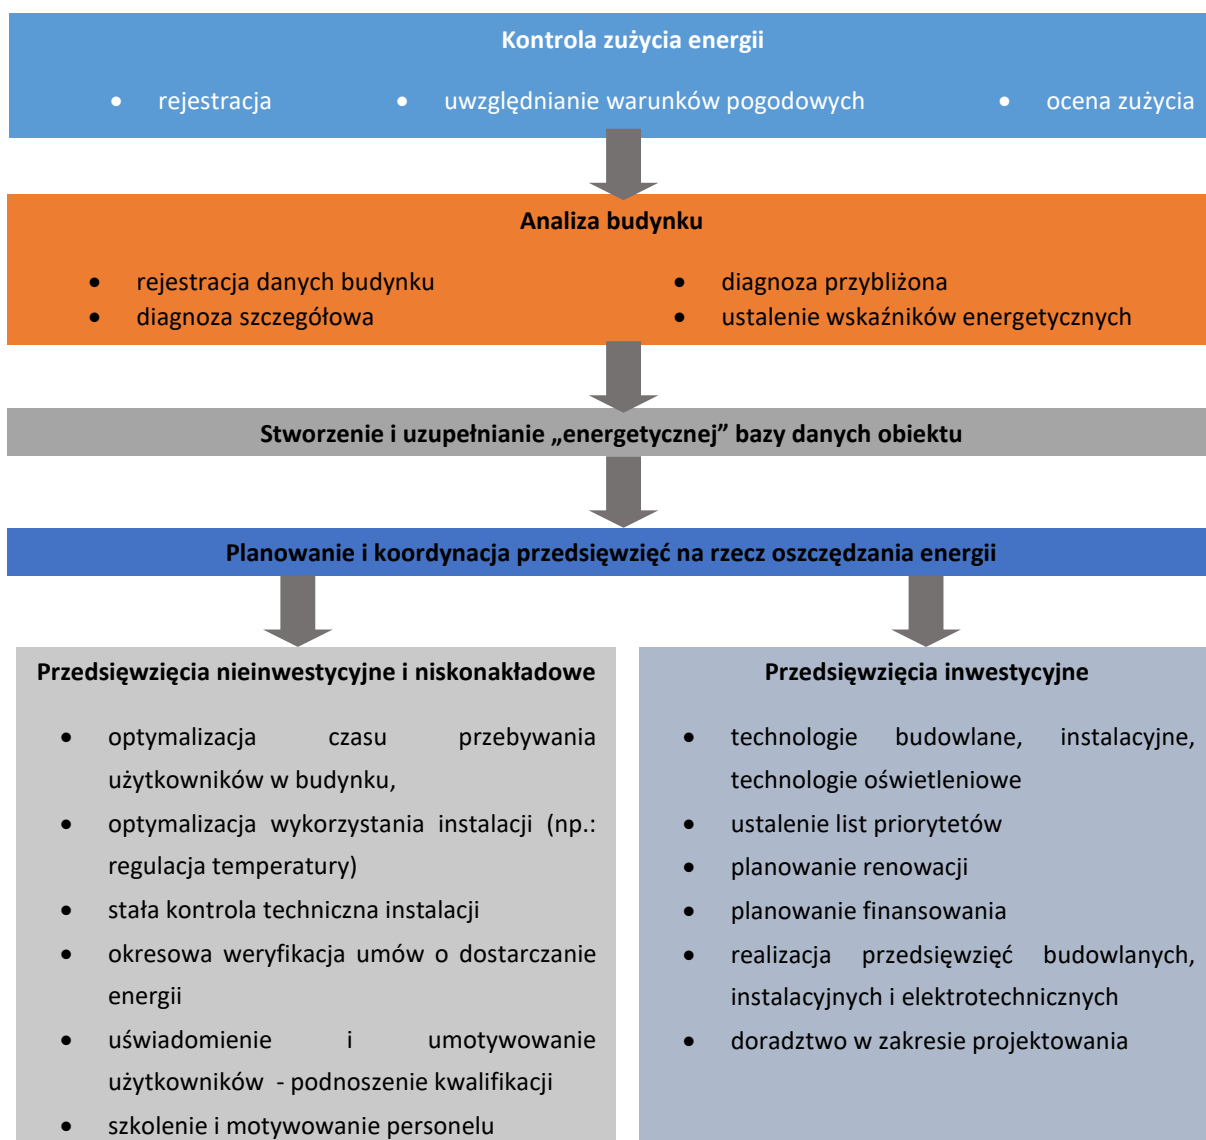 Kontrola zużycia energii
• rejestracja • uwzględnianie warunków pogodowych • ocena zużycia
Analiza budynku
• rejestracja danych budynku • diagnoza przybliżona
• diagnoza szczegółowa • ustalenie wskaźników energetycznych
Stworzenie i uzupełnianie „energetycznej” bazy danych obiektu
Planowanie i koordynacja przedsięwzięć na rzecz oszczędzania energii
Przedsięwzięcia nieinwestycyjne i niskonakładowe
• optymalizacja czasu przebywania
użytkowników w budynku,
• optymalizacja wykorzystania instalacji (np.:
regulacja temperatury)
• stała kontrola techniczna instalacji
• okresowa weryfikacja umów o dostarczanie
energii
• uświadomienie i umotywowanie
użytkowników - podnoszenie kwalifikacji
• szkolenie i motywowanie personelu
Przedsięwzięcia inwestycyjne
• technologie budowlane, instalacyjne,
technologie oświetleniowe
• ustalenie list priorytetów
• planowanie renowacji
• planowanie finansowania
• realizacja przedsięwzięć budowlanych,
instalacyjnych i elektrotechnicznych
• doradztwo w zakresie projektowania